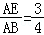 AE/AB = 3/4